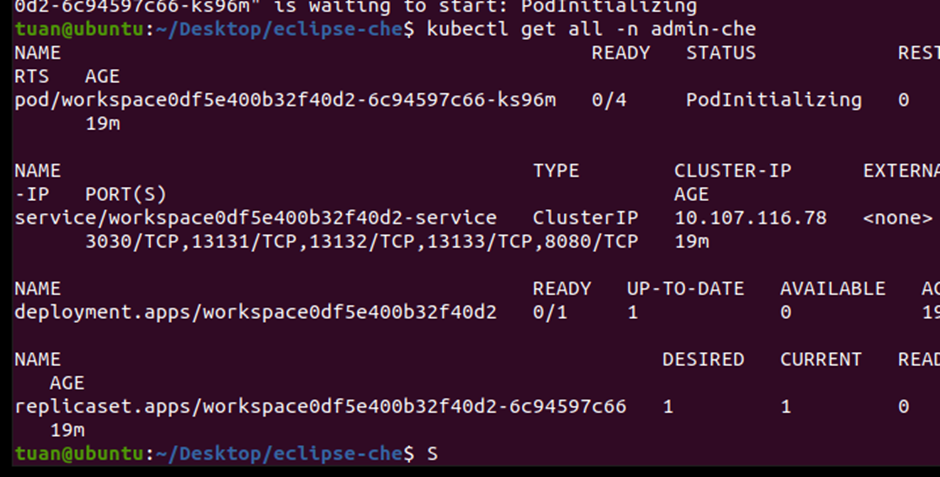 0d2-6c94597c66-ks96m" is waiting to start: PodInitializing
tuan@ubuntu:~/Desktop/eclipse-che$ kubectl get all -n admin-che
NAME READY STATUS REST
RTS AGE
pod/workspace0df5e400b32f40d2-6c94597c66-ks96m 0/4 PodInitializing 0
19m
NAME TYPE CLUSTER-IP EXTERNA
-IP PORT(S) AGE
service/workspace0df5e400b32f40d2-service ClusterIP 10.107.116.78 <none>
3030/TCP,13131/TCP,13132/TCP,13133/TCP,8080/TCP 19m
NAME READY UP-TO-DATE AVAILABLE AG
deployment.apps/workspace0df5e400b32f40d2 0/1 1 0 19
NAME DESIRED CURRENT READ
AGE
replicaset.apps/workspace0df5e400b32f40d2-6c94597c66 1 1 0
19m
tuan@ubuntu:~/Desktop/eclipse-che$ S